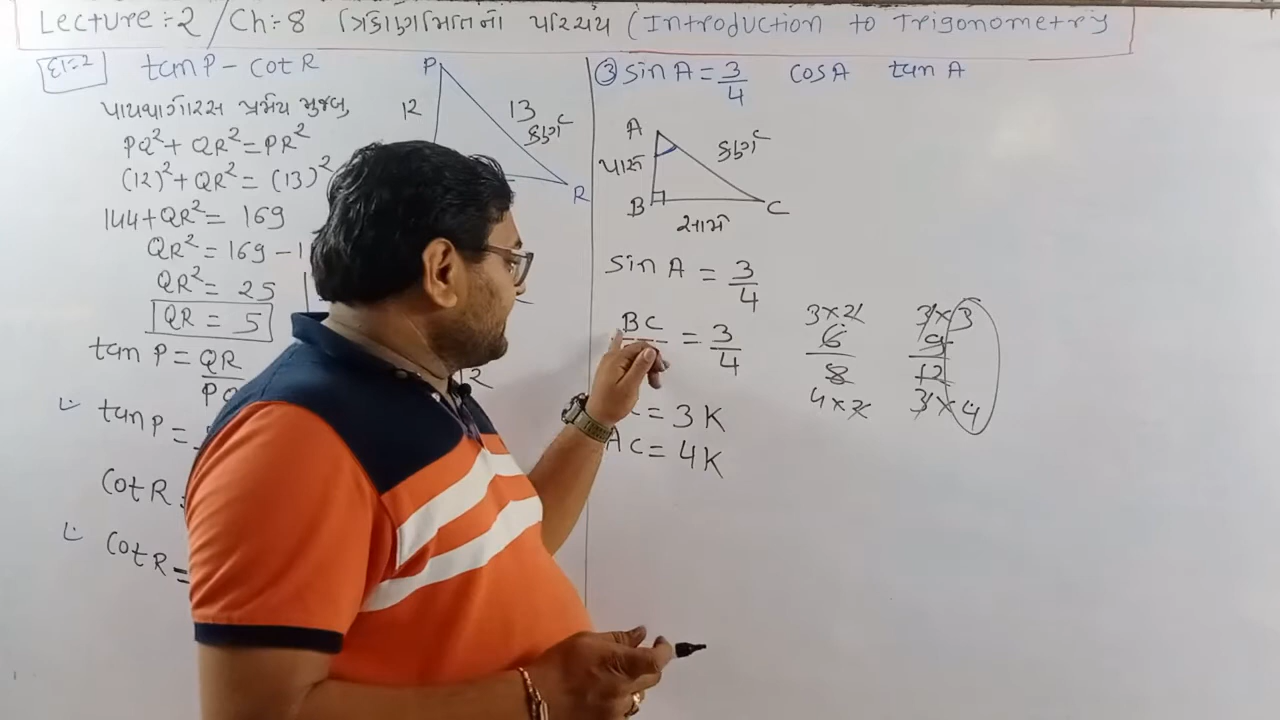 Lecture:-2 / Ch:-8 ત્રિકોણમિતિનો પરિચય (Introduction to Trigonometry)
દા.2 tan P - cot R
પાયથાગોરસ પ્રમેય મુજબ,
PQ² + QR² = PR²
(12)² + QR² = (13)²
144 + QR² = 169
QR² = 169 - 1
QR² = 25
QR = 5
tan P = QR
tan P =
cot R =
cot R =
P
12
13
કર્ણ
R
12
③ sin A = 3/4 cos A tan A
A
પાસે
કર્ણ
B
C
સામે
sin A = 3/4
BC = 3/4
= 3K
AC = 4K
3×2
6
8
4×2
3×3
9
12
3×4